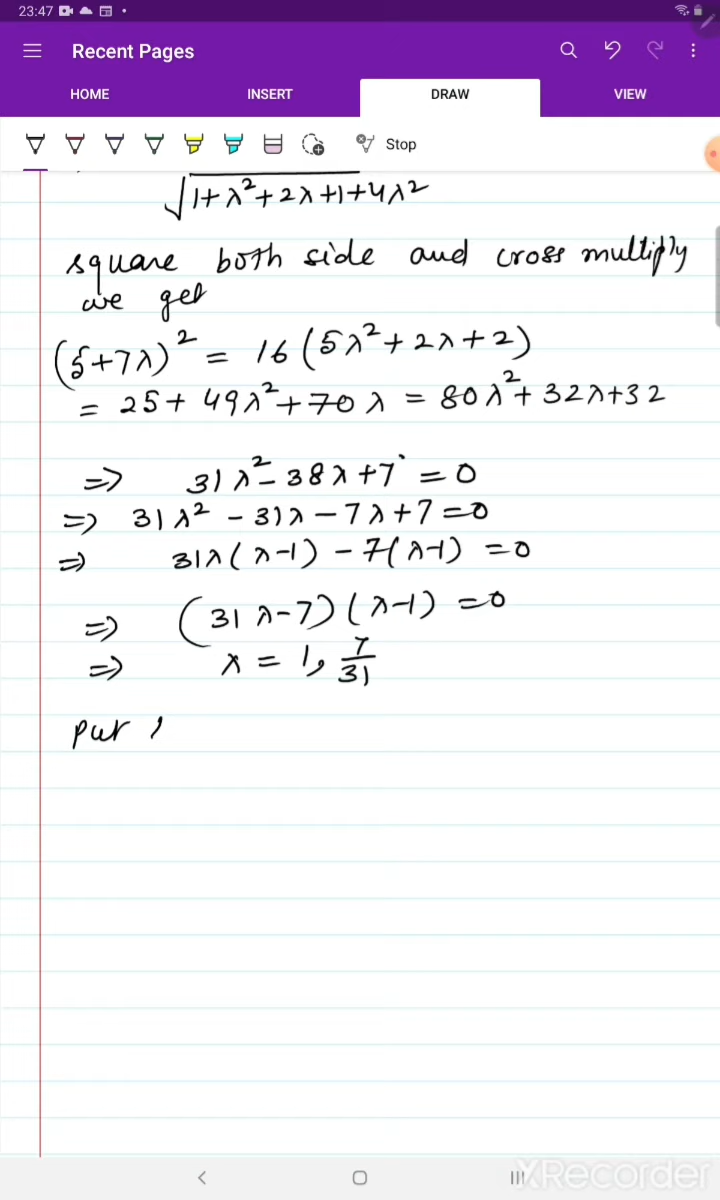 23:47
Recent Pages
HOME INSERT DRAW VIEW
Stop
√1+λ²+2λ+1+4λ²
square both side and cross multiply
we get
(5+7λ)² = 16(5λ²+2λ+2)
= 25+49λ²+70λ = 80λ²+32λ+32
=> 31λ²-38λ+7=0
=> 31λ²-31λ-7λ+7=0
=> 31λ(λ-1)-7(λ-1)=0
=> (31λ-7)(λ-1)=0
=> λ=1, 7/31
put
XRecorder